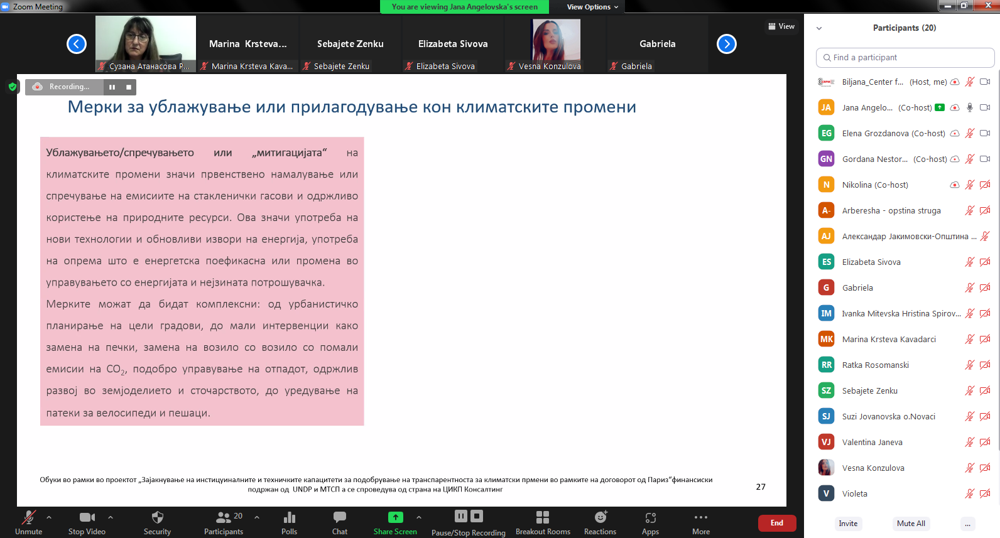 Zoom Meeting
You are viewing Jana Angelovska's screen
View Options
View
Marina Krsteva...
Sebajete Zenku
Elizabeta Sivova
Gabriela
Сузана Атанасова Р...
Marina Krsteva Kava...
Sebajete Zenku
Elizabeta Sivova
Vesna Konzulova
Gabriela
Recording...
Мерки за ублажување или прилагодување кон климатските промени
Ублажувањето/спречувањето или „митигацијата“ на
климатските промени значи првенствено намалување или
спречување на емисиите на стакленички гасови и одржливо
користење на природните ресурси. Ова значи употреба на
нови технологии и обновливи извори на енергија, употреба
на опрема што е енергетска поефикасна или промена во
управувањето со енергијата и нејзината потрошувачка.
Мерките можат да бидат комплексни: од урбанистичко
планирање на цели градови, до мали интервенции како
замена на печки, замена на возило со возило со помали
емисии на CO2, подобро управување на отпадот, одржлив
развој во земјоделието и сточарството, до уредување на
патеки за велосипеди и пешаци.
Обуки во рамки во проектот „Зајакнување на инстицуиналните и техничките капацитети за подобрување на транспарентноста за климатски прмени во рамките на договорот од Париз“финансиски
подржан од UNDP и МТСП а се спроведува од страна на ЦИКП Консалтинг
27
Participants (20)
Find a participant
Biljana_Center f... (Host, me)
JA Jana Angelo... (Co-host)
EG Elena Grozdanova (Co-host)
GN Gordana Nestor... (Co-host)
N Nikolina (Co-host)
A- Arberesha - opstina struga
AJ Александар Јакимовски-Општина ...
ES Elizabeta Sivova
G Gabriela
IM Ivanka Mitevska Hristina Spirov...
MK Marina Krsteva Kavadarci
RR Ratka Rosomanski
SZ Sebajete Zenku
SJ Suzi Jovanovska o.Novaci
VJ Valentina Janeva
Vesna Konzulova
V Violeta
Invite
Mute All
...
Unmute
Stop Video
Security
Participants 20
Polls
Chat
Share Screen
Pause/Stop Recording
Breakout Rooms
Reactions
Apps
More
End